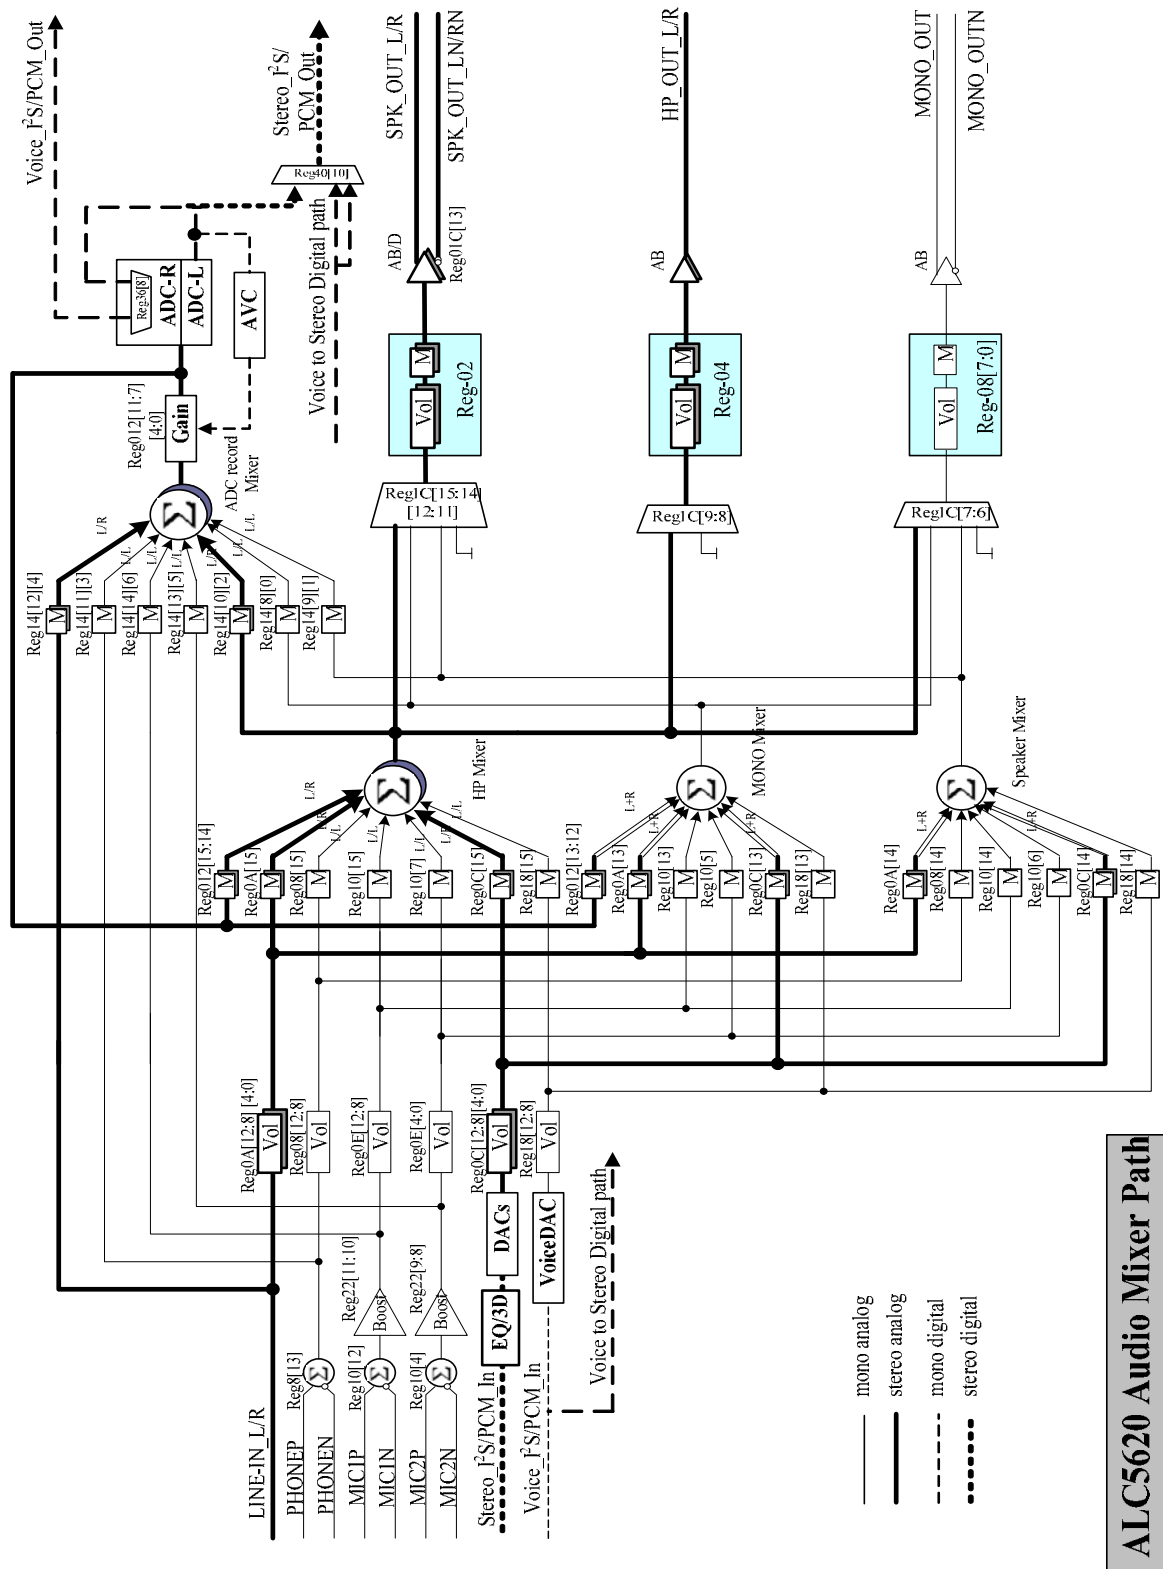 Voice_I²S/PCM_Out
Stereo_I²S/
PCM_Out
SPK_OUT_L/R
SPK_OUT_LN/RN
HP_OUT_L/R
MONO_OUT
MONO_OUTN
Reg36[8]
ADC-R
ADC-L
AVC
Reg40[10]
Voice to Stereo Digital path
AB/D
Reg01C[13]
AB
AB
Reg012[11:7]
[4:0]
Gain
ADC record
Mixer
Vol
M
Reg-02
Vol
M
Reg-04
Vol
M
Reg-08[7:0]
Reg1C[15:14]
[12:11]
Reg1C[9:8]
Reg1C[7:6]
Σ
L/R
L/L
L/L
L/L
L/R
L/L
L/L
Reg14[12][4]
M
Reg14[11][3]
M
Reg14[14][6]
M
Reg14[13][5]
M
Reg14[10][2]
M
Reg14[8][0]
M
Reg14[9][1]
M
Σ
HP Mixer
Σ
MONO Mixer
Σ
Speaker Mixer
L/R
L/R
L/L
L/L
L/L
L/R
L/L
L+R
L+R
L+R
L+R
L+R
Reg012[15:14]
M
Reg0A[15]
M
Reg08[15]
M
Reg10[15]
M
Reg10[7]
M
Reg0C[15]
M
Reg18[15]
M
Reg012[13:12]
M
Reg0A[13]
M
Reg10[13]
M
Reg10[5]
M
Reg0C[13]
M
Reg18[13]
M
Reg0A[14]
M
Reg08[14]
M
Reg10[14]
M
Reg10[6]
M
Reg0C[14]
M
Reg18[14]
M
Reg0A[12:8] [4:0]
Vol
Reg08[12:8]
Vol
Reg0E[12:8]
Vol
Reg0E[4:0]
Vol
Reg0C[12:8][4:0]
Vol
Reg18[12:8]
Vol
DACs
VoiceDAC
EQ/3D
Voice to Stereo Digital path
Reg22[11:10]
Boost
Reg22[9:8]
Boost
Reg8[13]
Σ
Reg10[12]
Σ
Reg10[4]
Σ
LINE-IN_L/R
PHONEP
PHONEN
MIC1P
MIC1N
MIC2P
MIC2N
Stereo_I²S/PCM_In
Voice_I²S/PCM_In
mono analog
stereo analog
mono digital
stereo digital
ALC5620 Audio Mixer Path